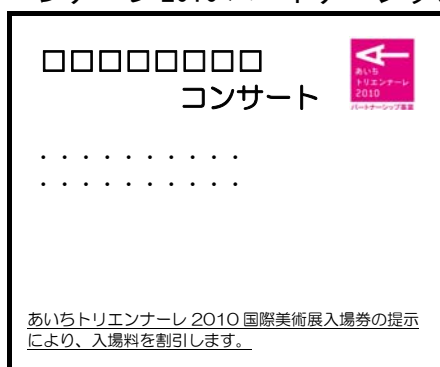 □□□□□□□□
コンサート
あいち
トリエンナーレ
2010
パートナーシップ事業
・・・・・・・・・・
・・・・・・・・・・
あいちトリエンナーレ 2010 国際美術展入場券の提示
により、入場料を割引します。